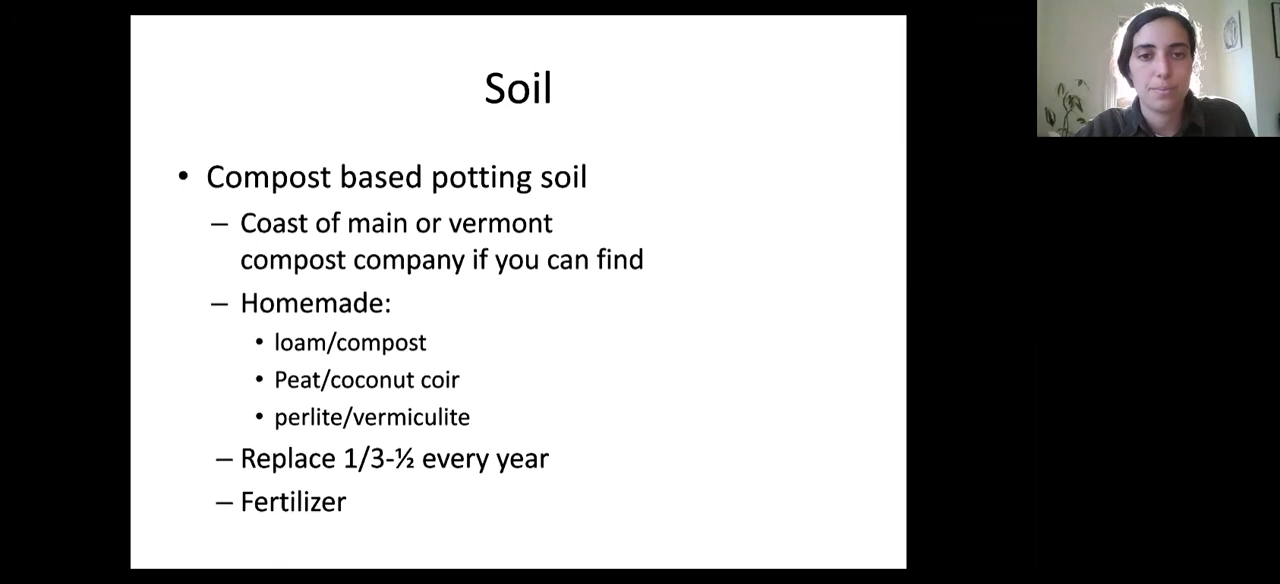 Soil
• Compost based potting soil
– Coast of main or vermont
compost company if you can find
– Homemade:
• loam/compost
• Peat/coconut coir
• perlite/vermiculite
– Replace 1/3-½ every year
– Fertilizer